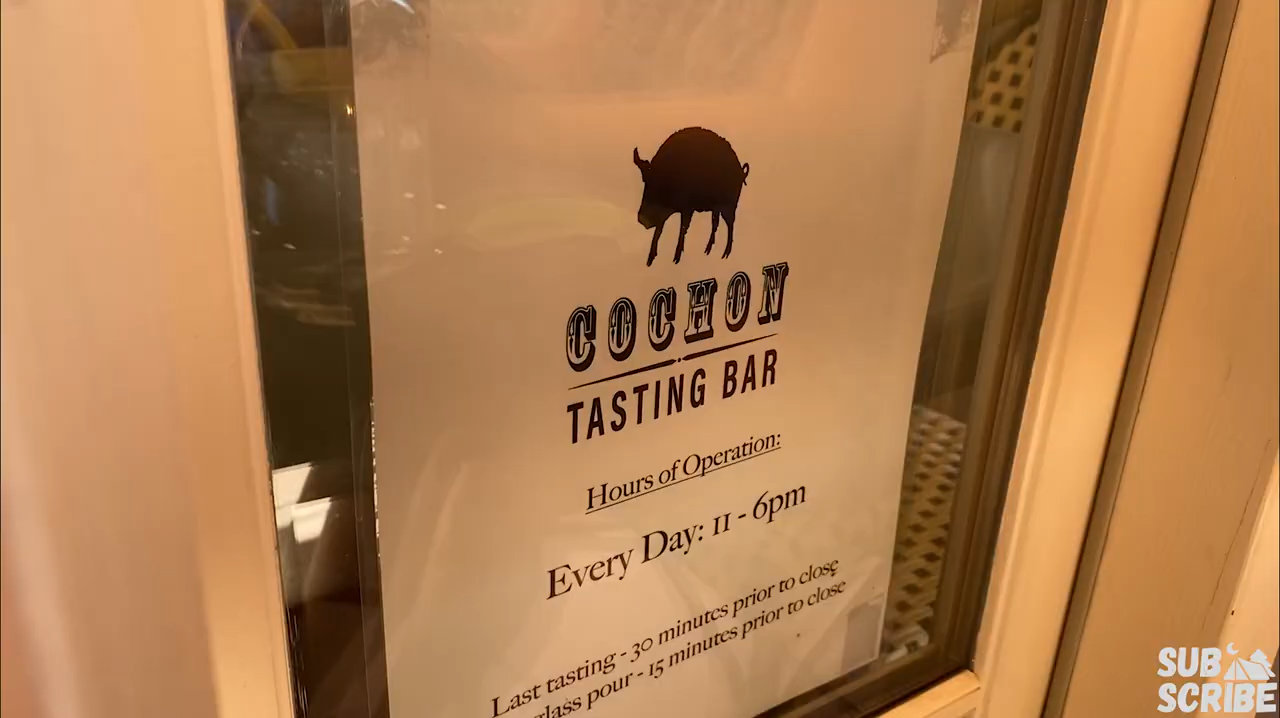 COCHON
TASTING BAR
Hours of Operation:
Every Day: 11 - 6pm
Last tasting - 30 minutes prior to close
glass pour - 15 minutes prior to close
SUB
SCRIBE